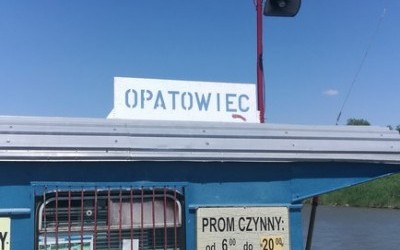 OPATOWIEC
PROM CZYNNY:
od 6⁰⁰ do 20⁰⁰